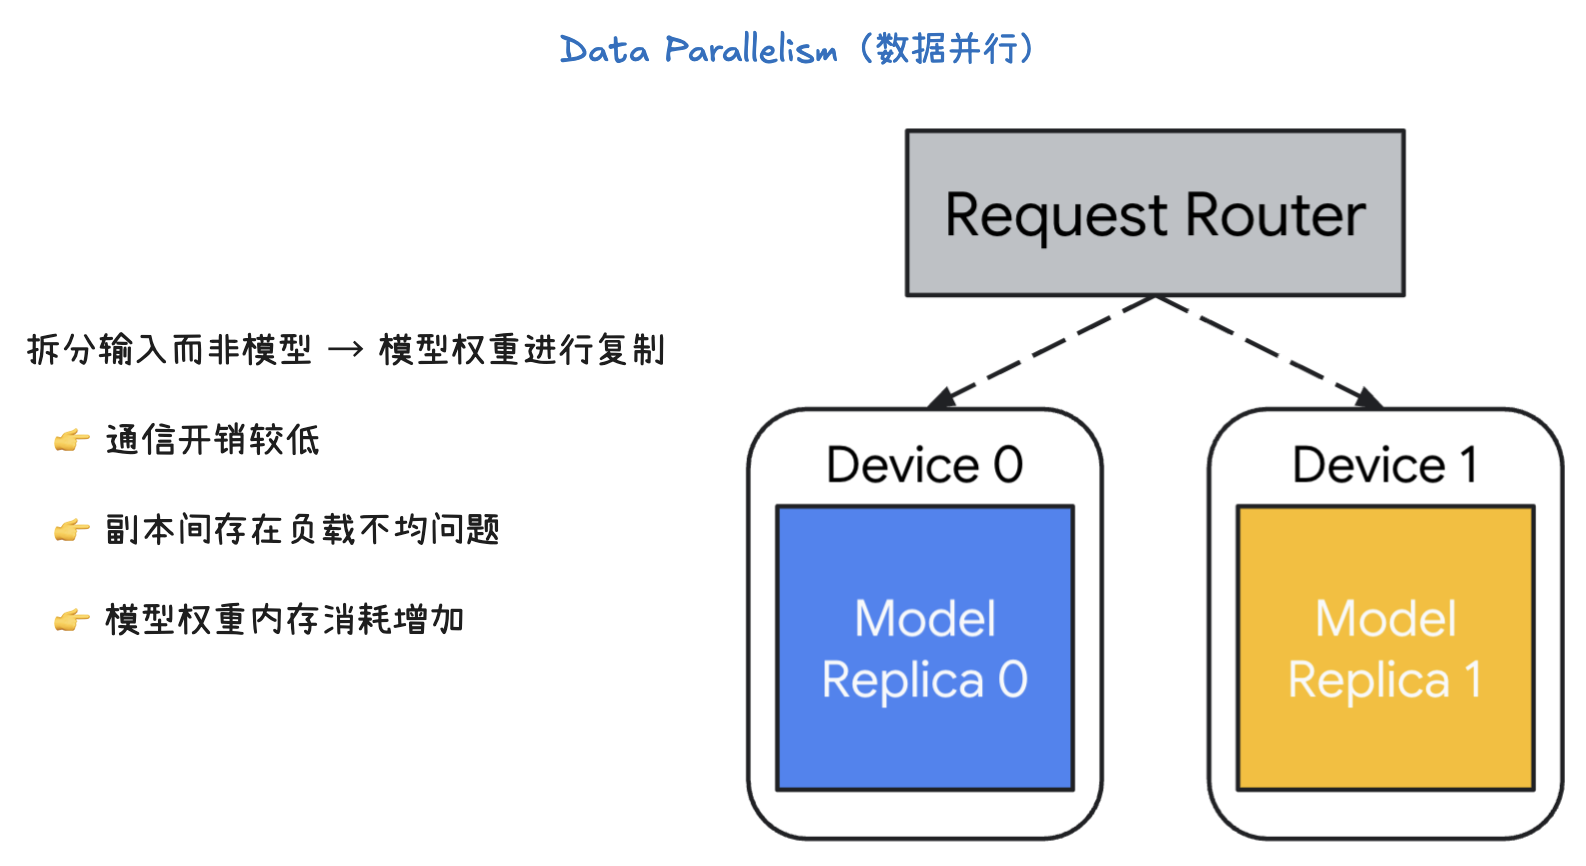 Data Parallelism（数据并行）
Request Router
拆分输入而非模型 → 模型权重进行复制
👉 通信开销较低
👉 副本间存在负载不均问题
👉 模型权重内存消耗增加
Device 0
Model
Replica 0
Device 1
Model
Replica 1